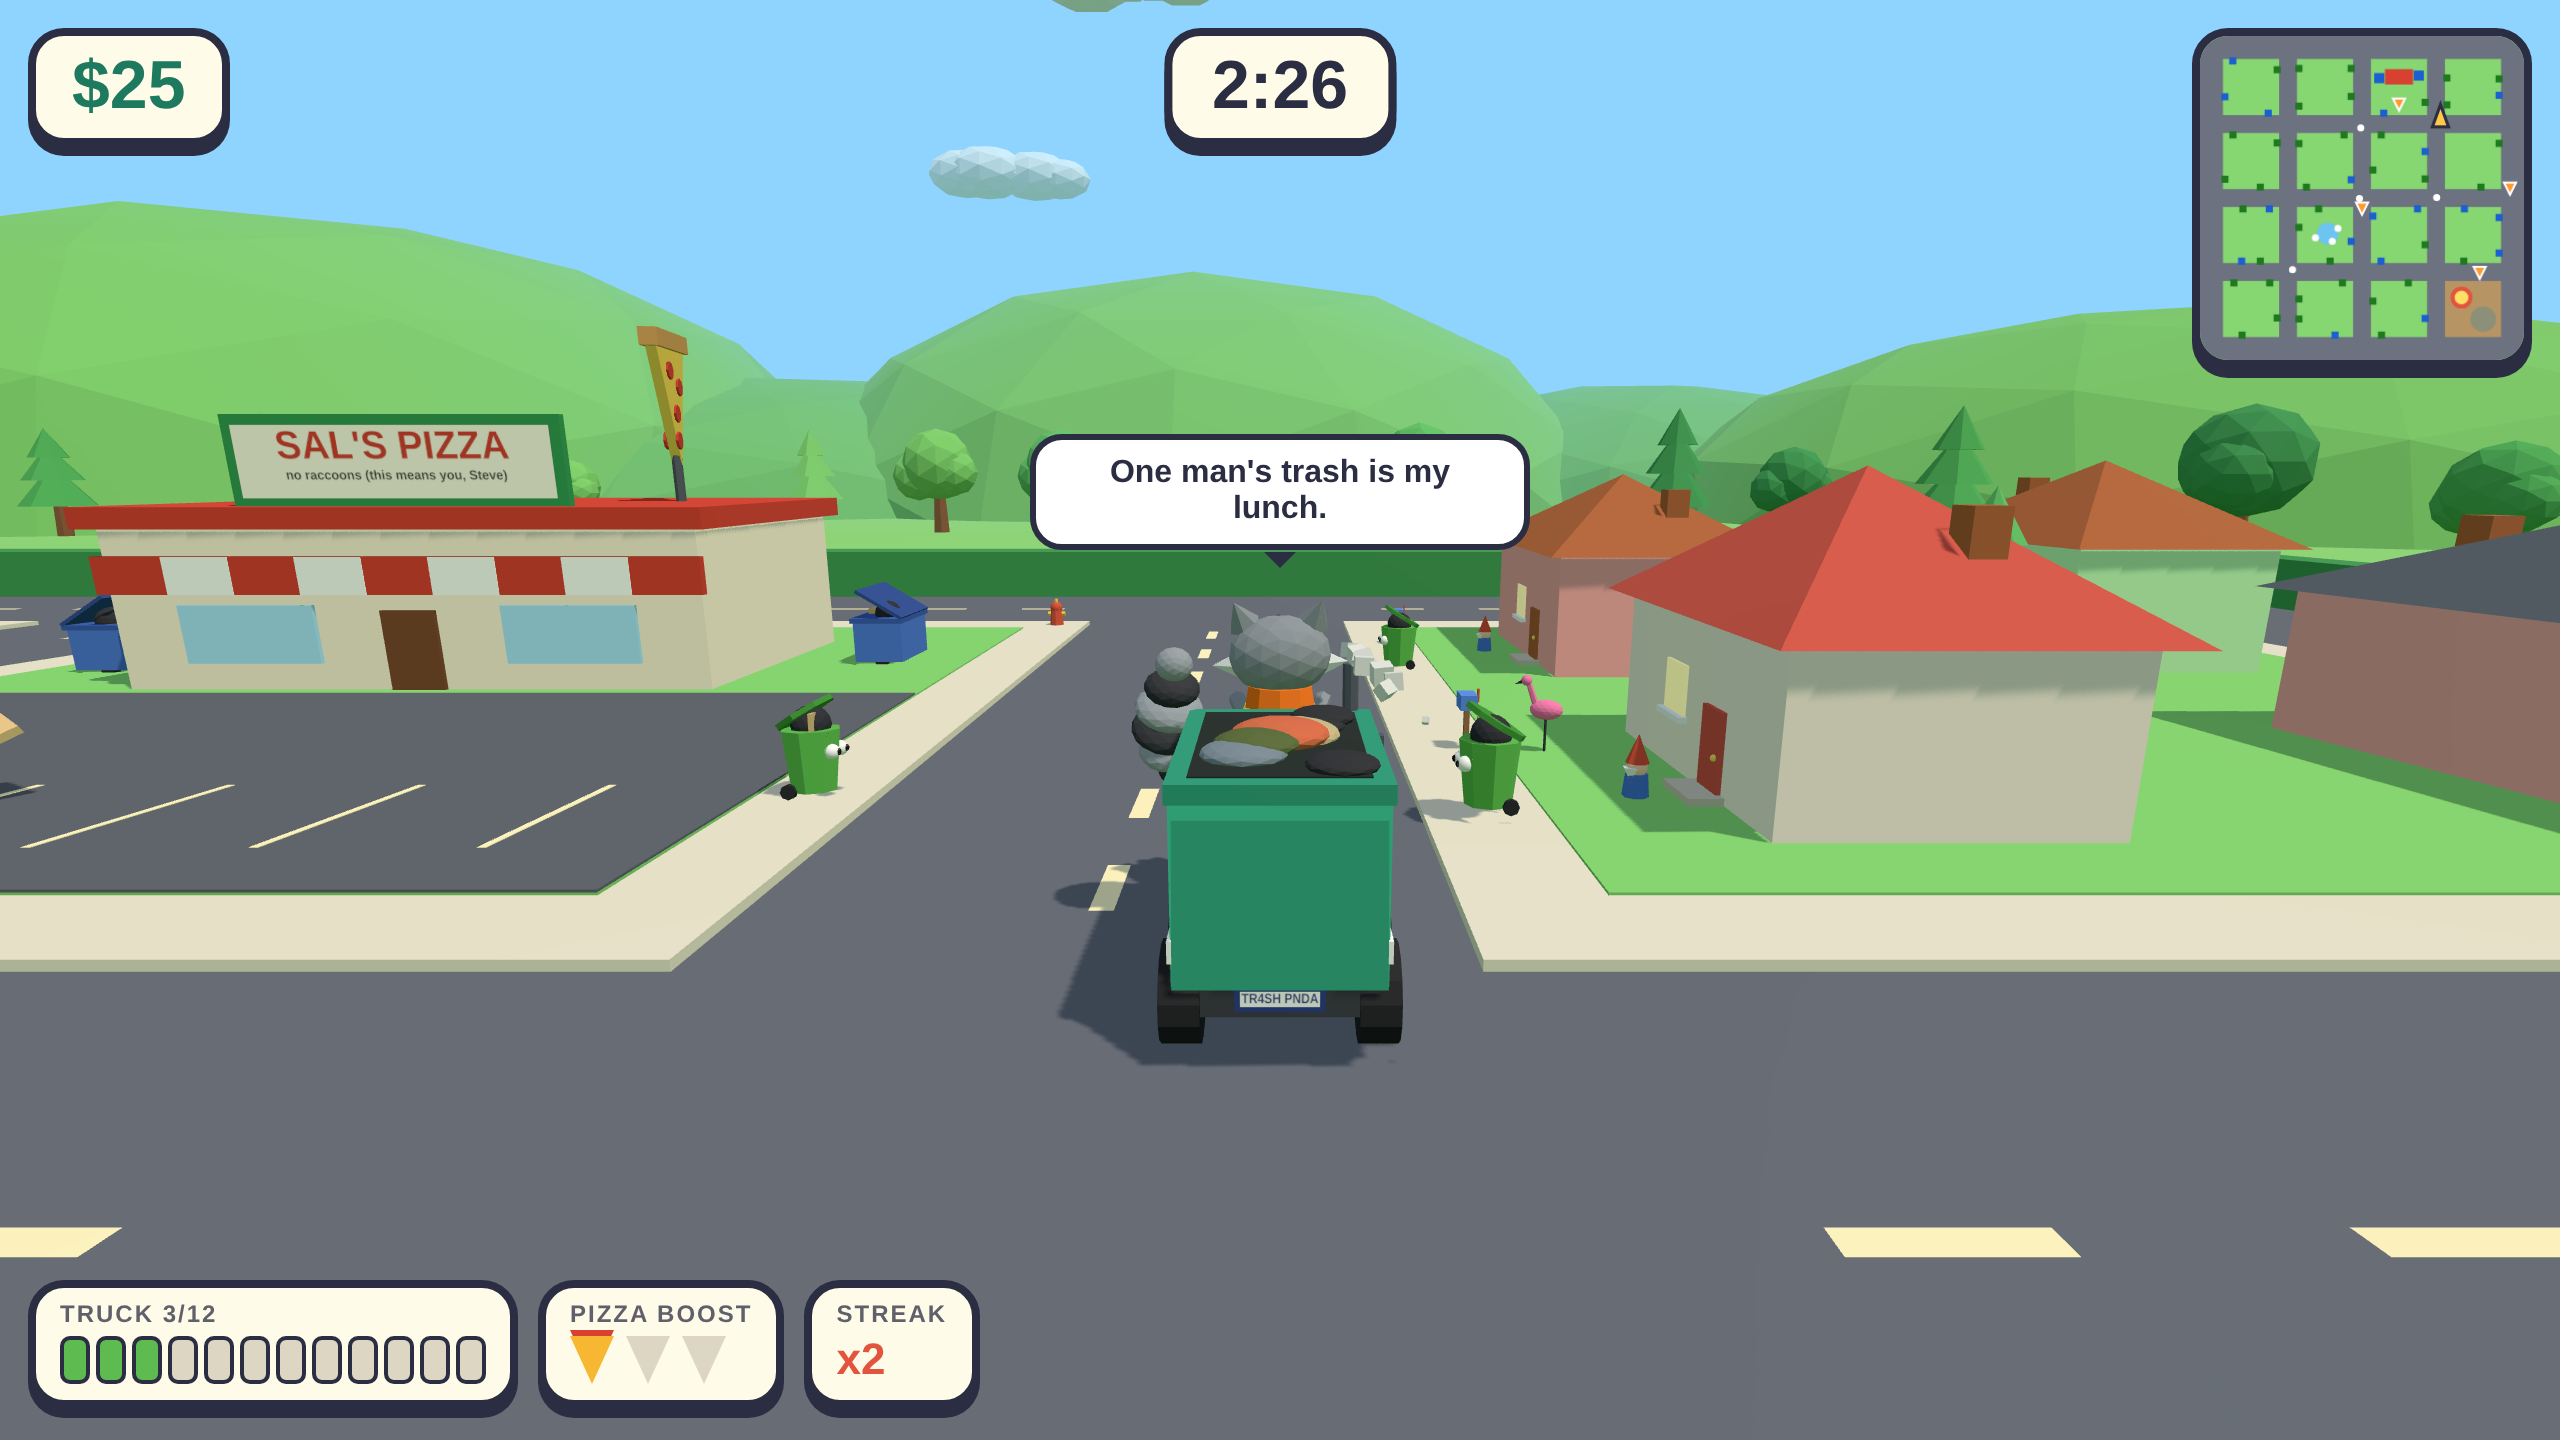 $25
2:26
SAL'S PIZZA
no raccoons (this means you, Steve)
One man's trash is my
lunch.
TR4SH PNDA
TRUCK 3/12
PIZZA BOOST
STREAK
x2